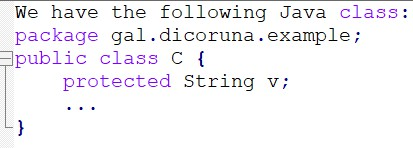 We have the following Java class:
package gal.dicoruna.example;
public class C {
    protected String v;
    ...
}